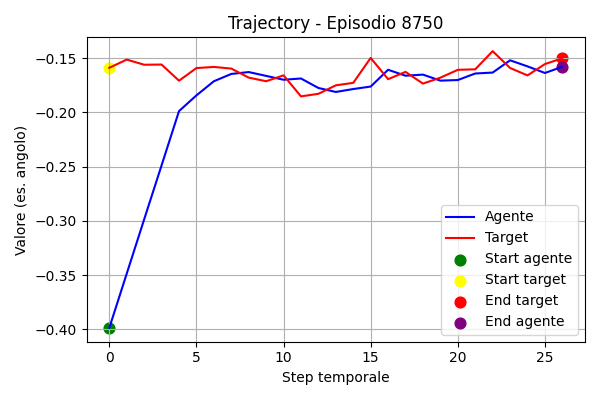 Trajectory - Episodio 8750
Valore (es. angolo)
−0.15
−0.20
−0.25
−0.30
−0.35
−0.40
0
5
10
15
20
25
Step temporale
Agente
Target
Start agente
Start target
End target
End agente